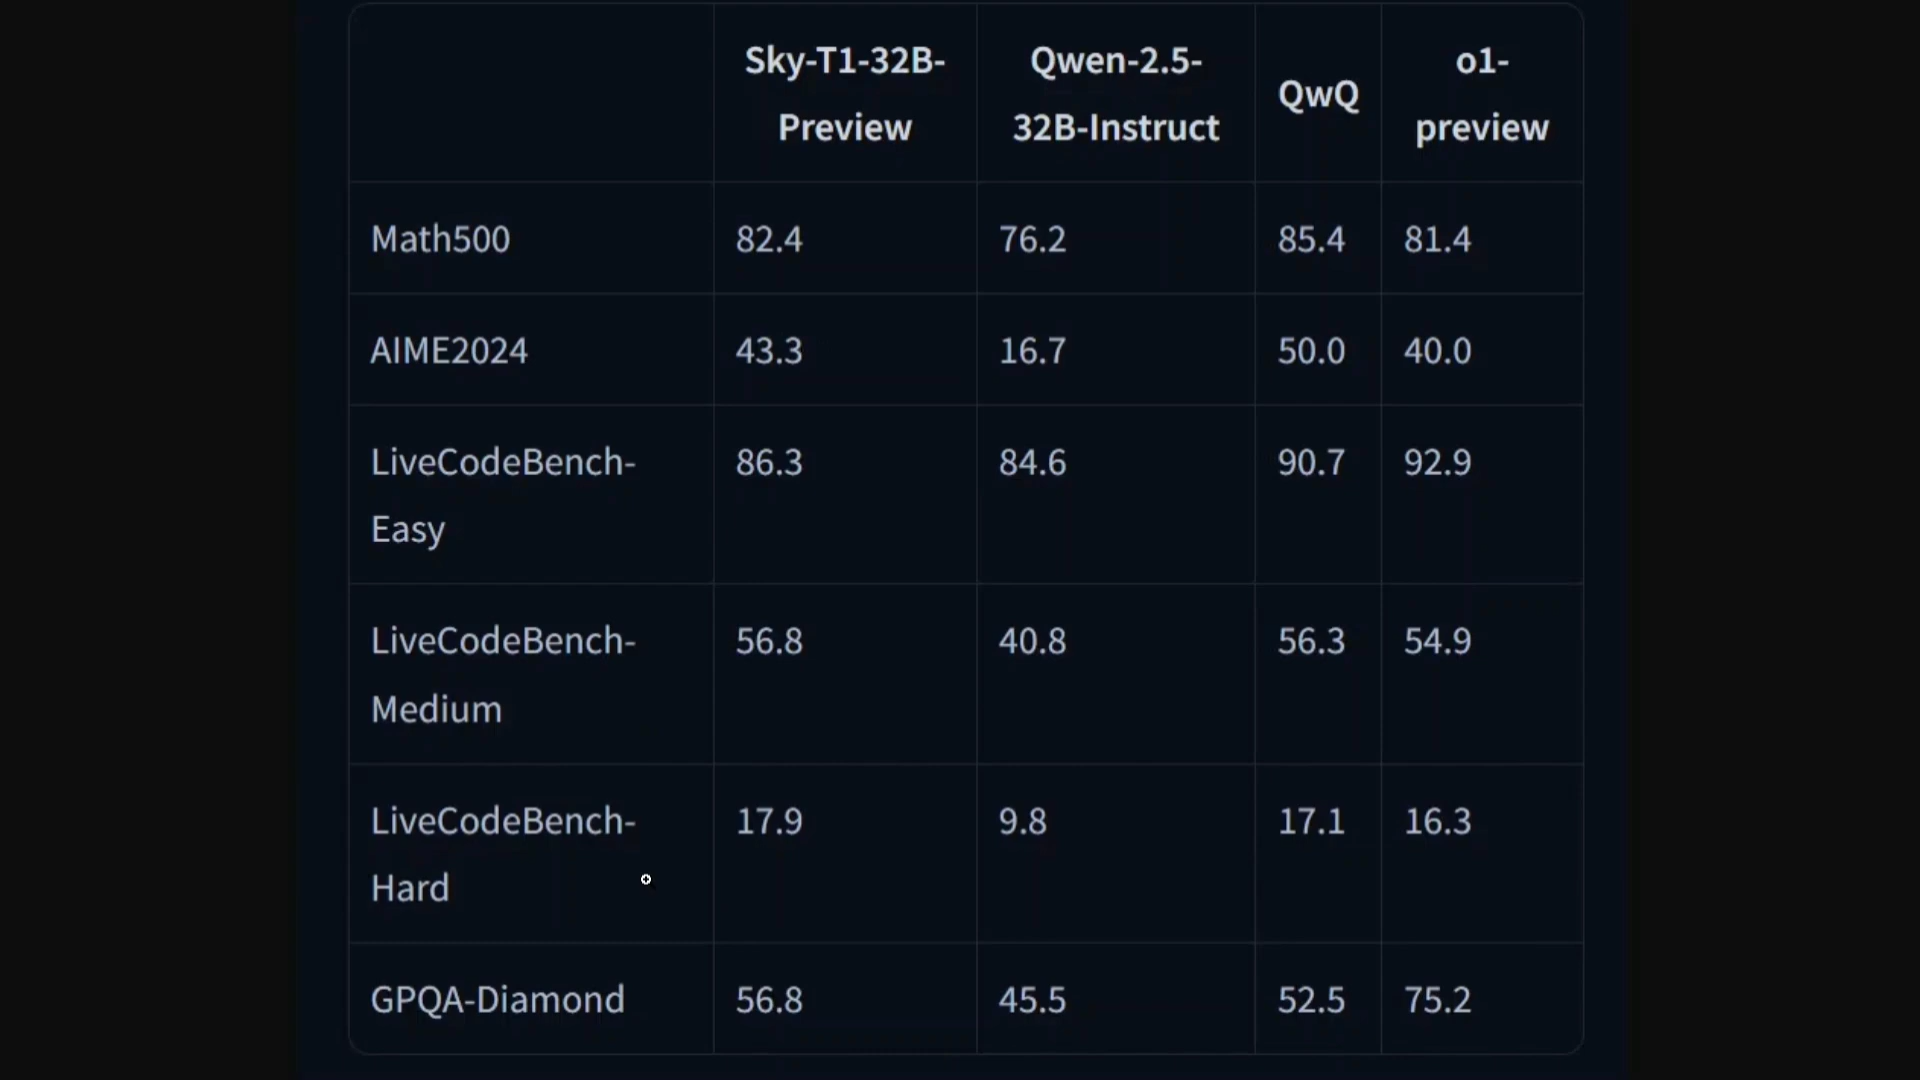 Sky-T1-32B-
Preview
Qwen-2.5-
32B-Instruct
QwQ
o1-
preview
Math500 82.4 76.2 85.4 81.4
AIME2024 43.3 16.7 50.0 40.0
LiveCodeBench- 86.3 84.6 90.7 92.9
Easy
LiveCodeBench- 56.8 40.8 56.3 54.9
Medium
LiveCodeBench- 17.9 9.8 17.1 16.3
Hard
GPQA-Diamond 56.8 45.5 52.5 75.2